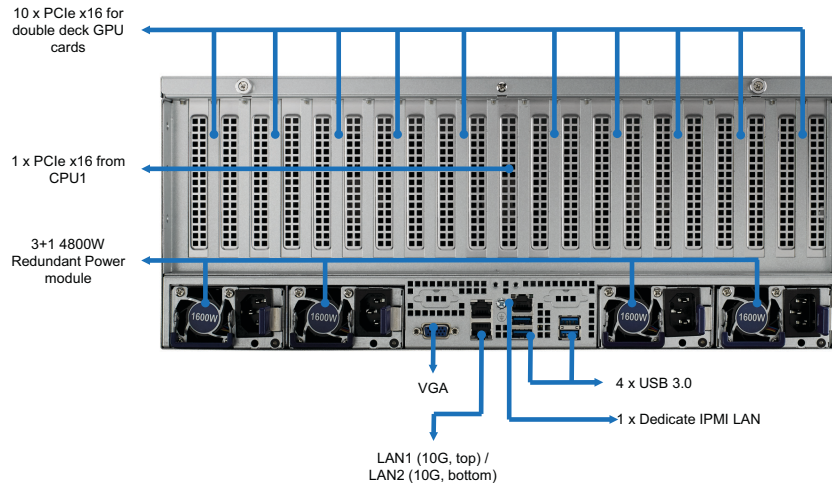 10 x PCIe x16 for
double deck GPU
cards
1 x PCIe x16 from
CPU1
3+1 4800W
Redundant Power
module
1600W
1600W
1600W
1600W
VGA
4 x USB 3.0
1 x Dedicate IPMI LAN
LAN1 (10G, top) /
LAN2 (10G, bottom)